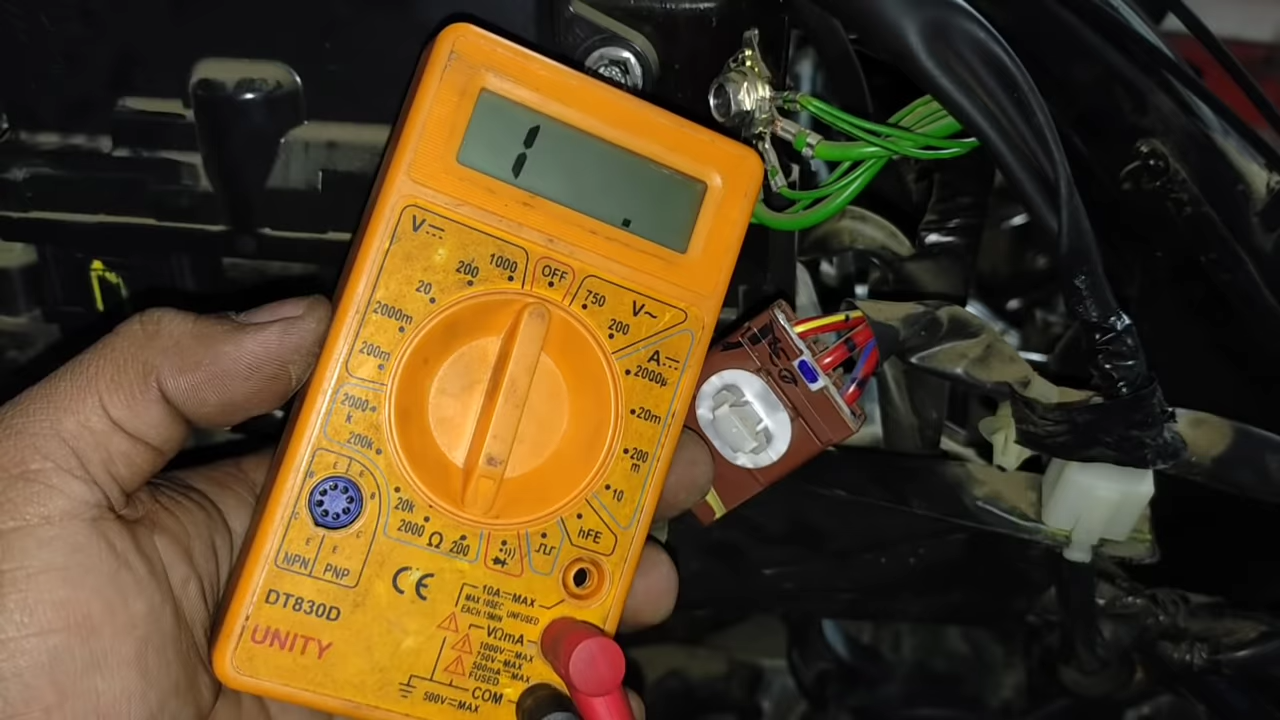 1 .
V⎓
1000
OFF
750
V~
200
20
200
2000m
A⎓
2000µ
200m
20m
2000
k
200k
200
m
10
20k
2000
Ω
200
hFE
E
B
C
E
E
B
C
E
NPN
PNP
CE
10A⎓MAX
MAX 10SEC UNFUSED
EACH 15MIN
VΩmA
1000V⎓MAX
750V~MAX
500mA⎓MAX
FUSED
COM
500V⎓MAX
DT830D
UNITY